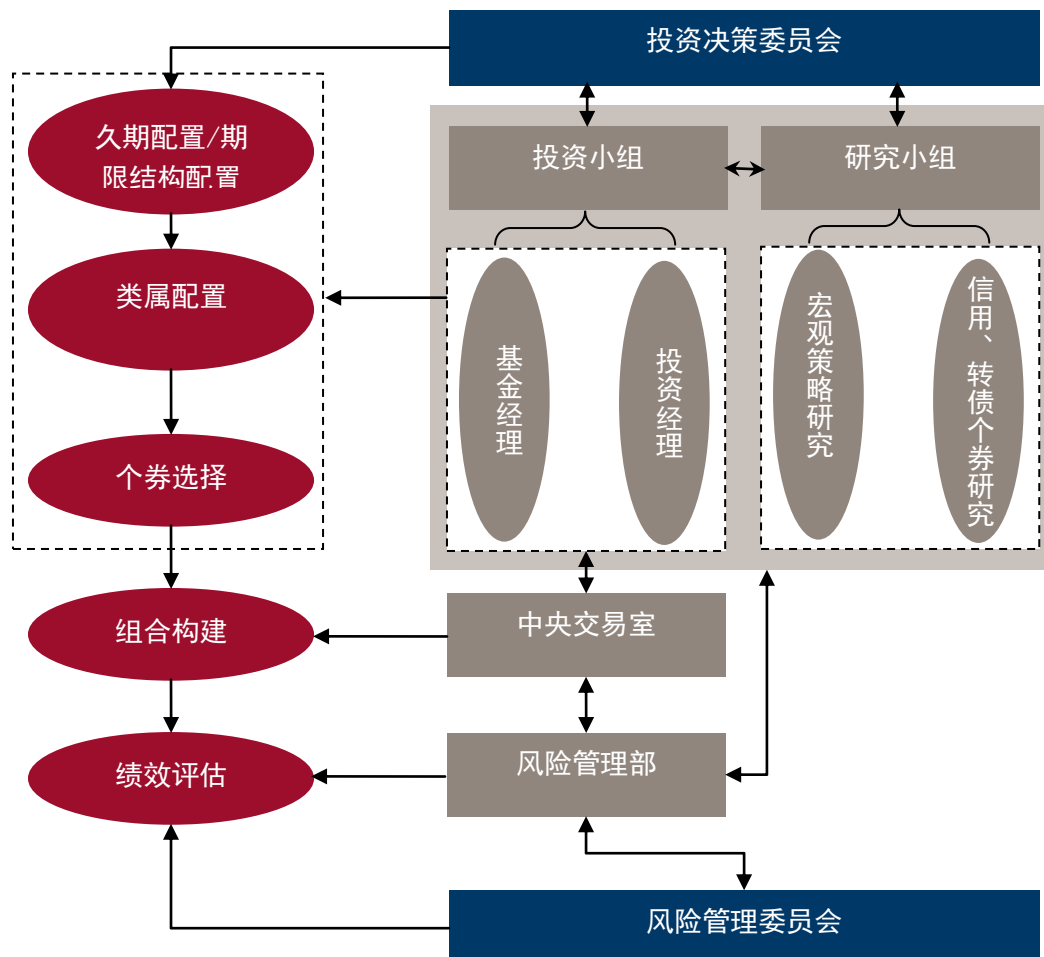 投资决策委员会
久期配置/期
限结构配置
投资小组
研究小组
类属配置
基金经理
投资经理
宏观策略研究
信用、转债个券研究
个券选择
组合构建
中央交易室
绩效评估
风险管理部
风险管理委员会